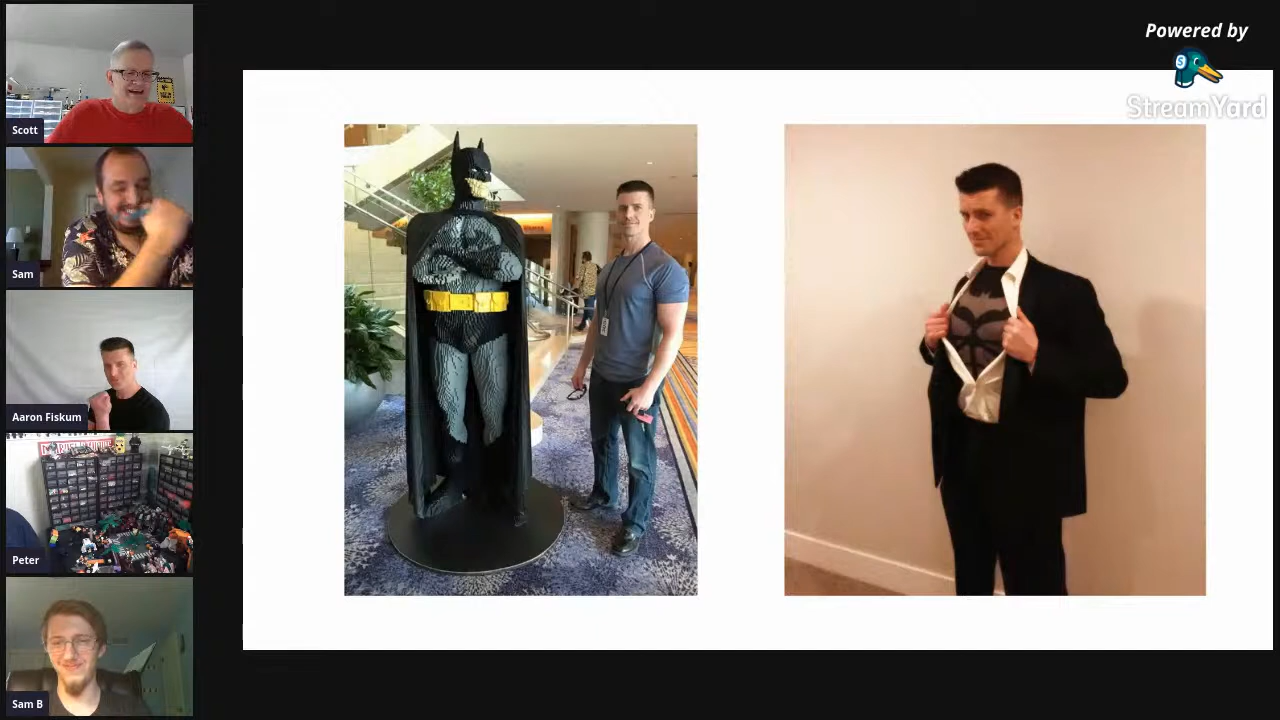 Powered by
StreamYard
Scott
Sam
Aaron Fiskum
Peter
Sam B